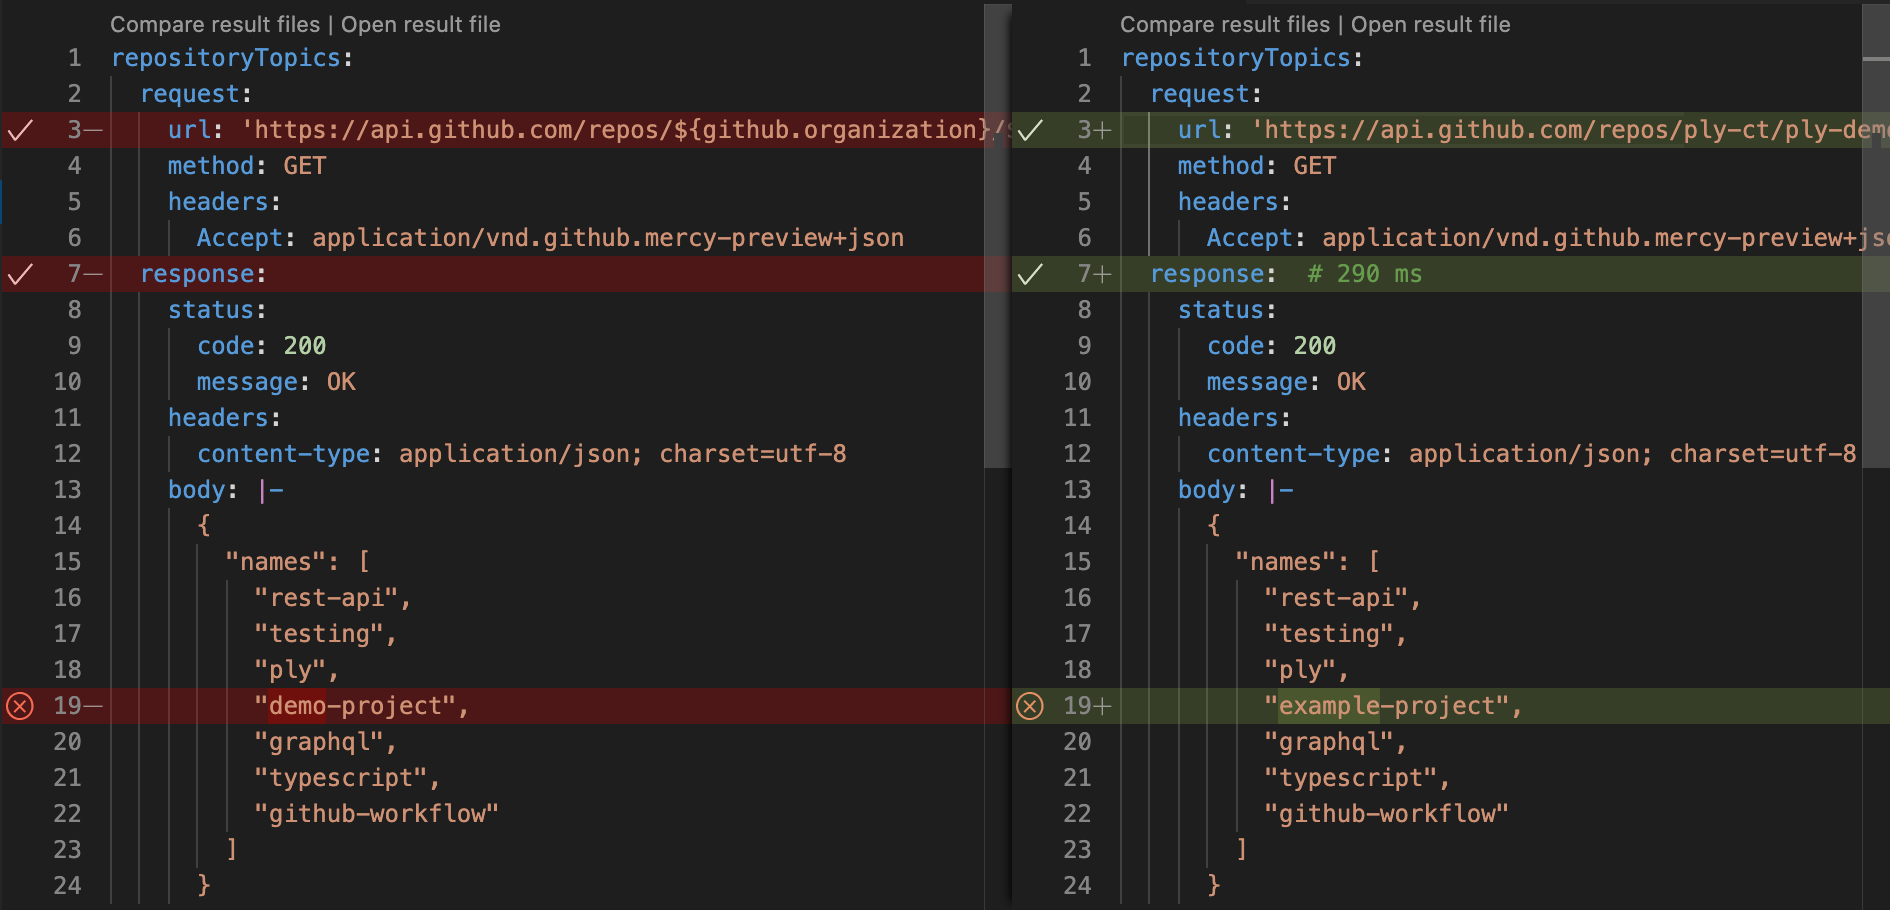 Compare result files | Open result file
1 repositoryTopics:
2 request:
3— url: 'https://api.github.com/repos/${github.organization}/
4 method: GET
5 headers:
6 Accept: application/vnd.github.mercy-preview+json
7— response:
8 status:
9 code: 200
10 message: OK
11 headers:
12 content-type: application/json; charset=utf-8
13 body: |-
14 {
15 "names": [
16 "rest-api",
17 "testing",
18 "ply",
19— "demo-project",
20 "graphql",
21 "typescript",
22 "github-workflow"
23 ]
24 }
Compare result files | Open result file
1 repositoryTopics:
2 request:
3+ url: 'https://api.github.com/repos/ply-ct/ply-dem
4 method: GET
5 headers:
6 Accept: application/vnd.github.mercy-preview+js
7+ response: # 290 ms
8 status:
9 code: 200
10 message: OK
11 headers:
12 content-type: application/json; charset=utf-8
13 body: |-
14 {
15 "names": [
16 "rest-api",
17 "testing",
18 "ply",
19+ "example-project",
20 "graphql",
21 "typescript",
22 "github-workflow"
23 ]
24 }